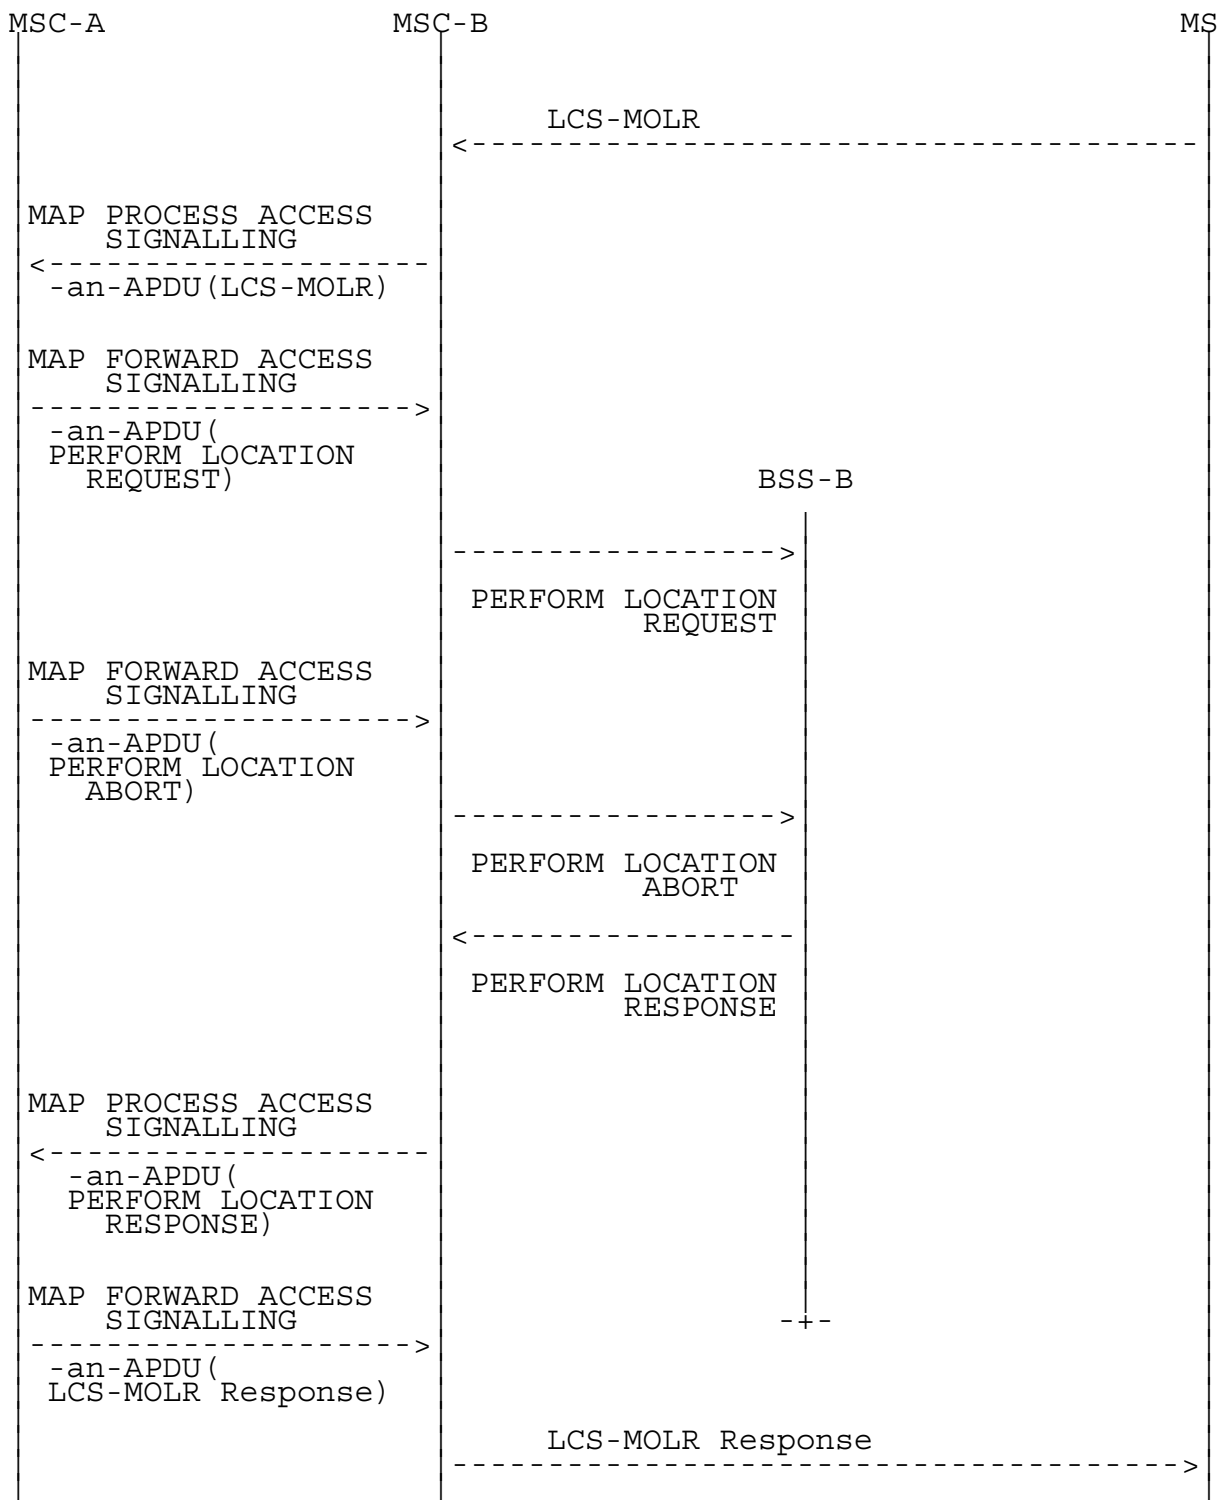 MSC-A MSC-B MS
LCS-MOLR
MAP PROCESS ACCESS
SIGNALLING
-an-APDU(LCS-MOLR)
MAP FORWARD ACCESS
SIGNALLING
-an-APDU(
PERFORM LOCATION
REQUEST)
BSS-B
PERFORM LOCATION
REQUEST
MAP FORWARD ACCESS
SIGNALLING
-an-APDU(
PERFORM LOCATION
ABORT)
PERFORM LOCATION
ABORT
PERFORM LOCATION
RESPONSE
MAP PROCESS ACCESS
SIGNALLING
-an-APDU(
PERFORM LOCATION
RESPONSE)
MAP FORWARD ACCESS
SIGNALLING
-an-APDU(
LCS-MOLR Response)
LCS-MOLR Response